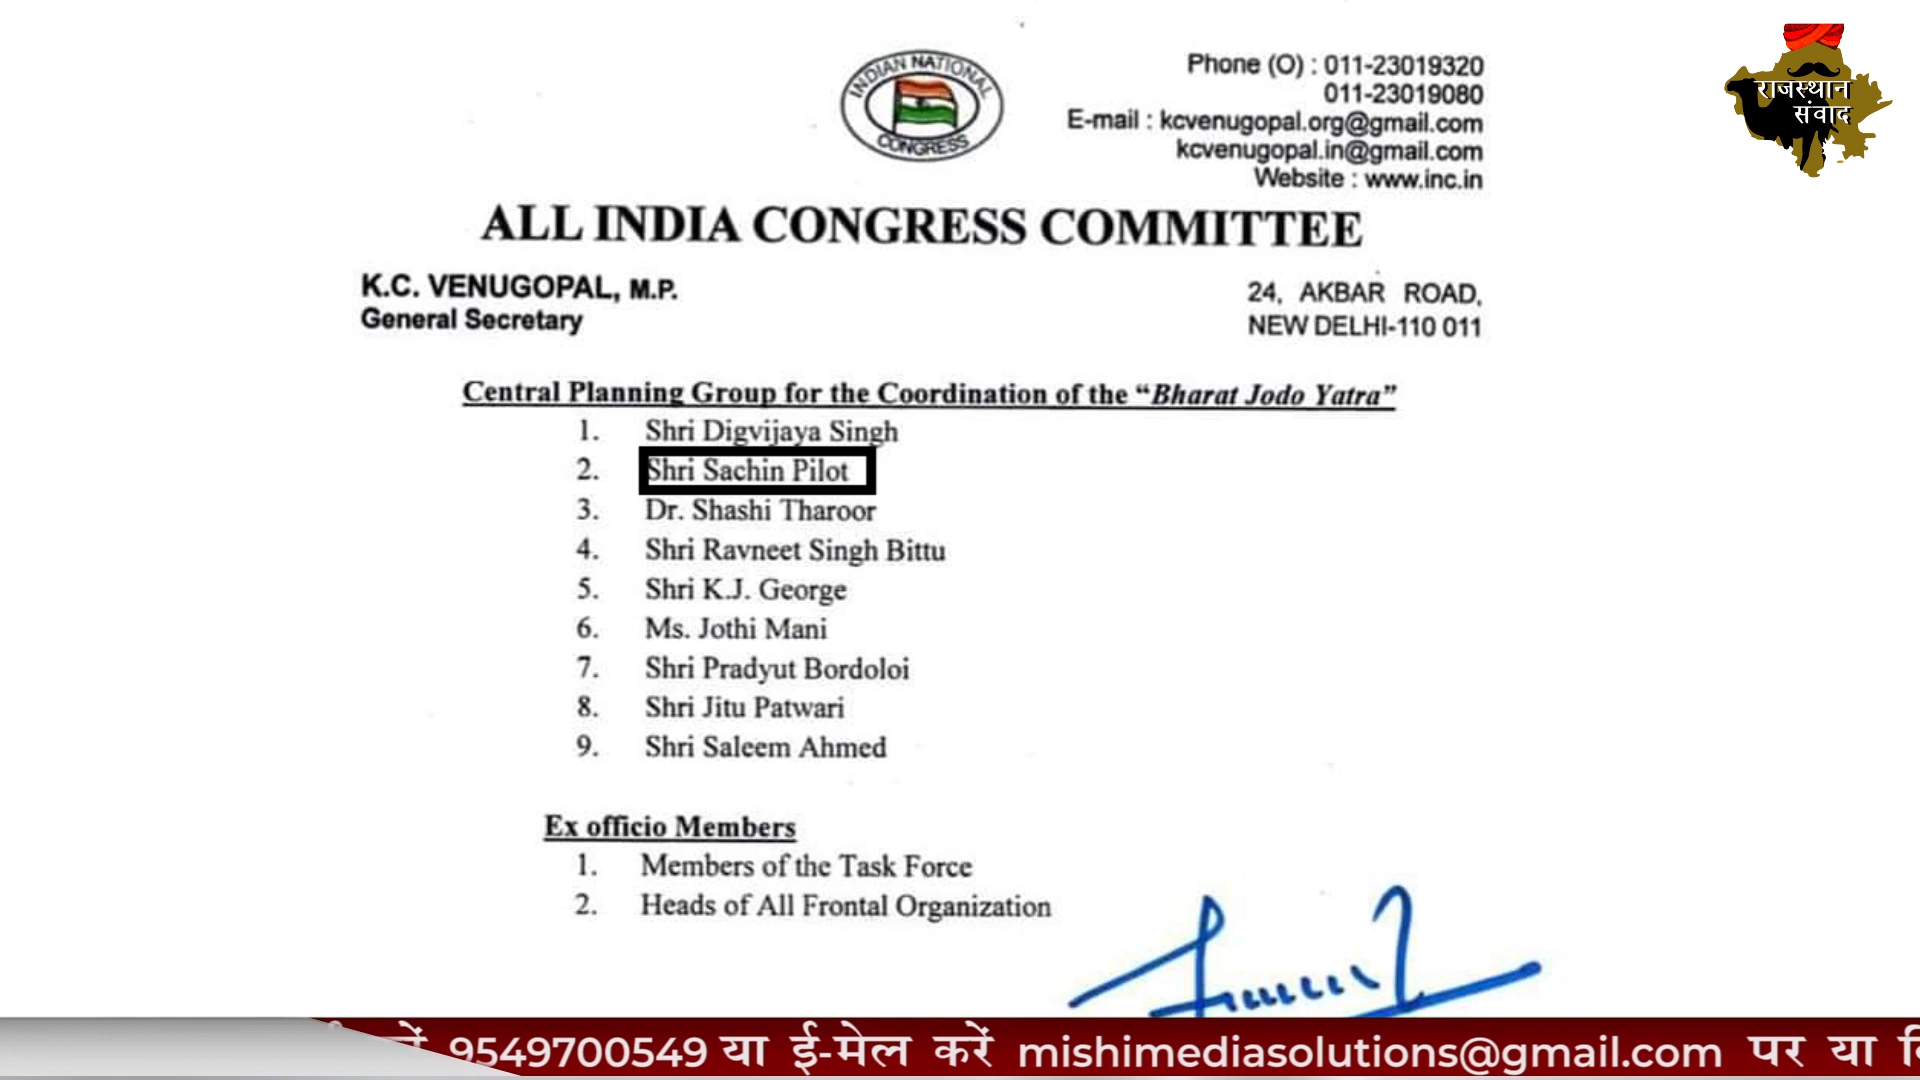 INDIAN NATIONAL
CONGRESS
Phone (O) : 011-23019320
011-23019080
E-mail : kcvenugopal.org@gmail.com
kcvenugopal.in@gmail.com
Website : www.inc.in
राजस्थान
संवाद
ALL INDIA CONGRESS COMMITTEE
K.C. VENUGOPAL, M.P.
General Secretary
24, AKBAR ROAD,
NEW DELHI-110 011
Central Planning Group for the Coordination of the “Bharat Jodo Yatra”
1. Shri Digvijaya Singh
2. Shri Sachin Pilot
3. Dr. Shashi Tharoor
4. Shri Ravneet Singh Bittu
5. Shri K.J. George
6. Ms. Jothi Mani
7. Shri Pradyut Bordoloi
8. Shri Jitu Patwari
9. Shri Saleem Ahmed
Ex officio Members
1. Members of the Task Force
2. Heads of All Frontal Organization
9549700549 या ई-मेल करें mishimediasolutions@gmail.com पर या